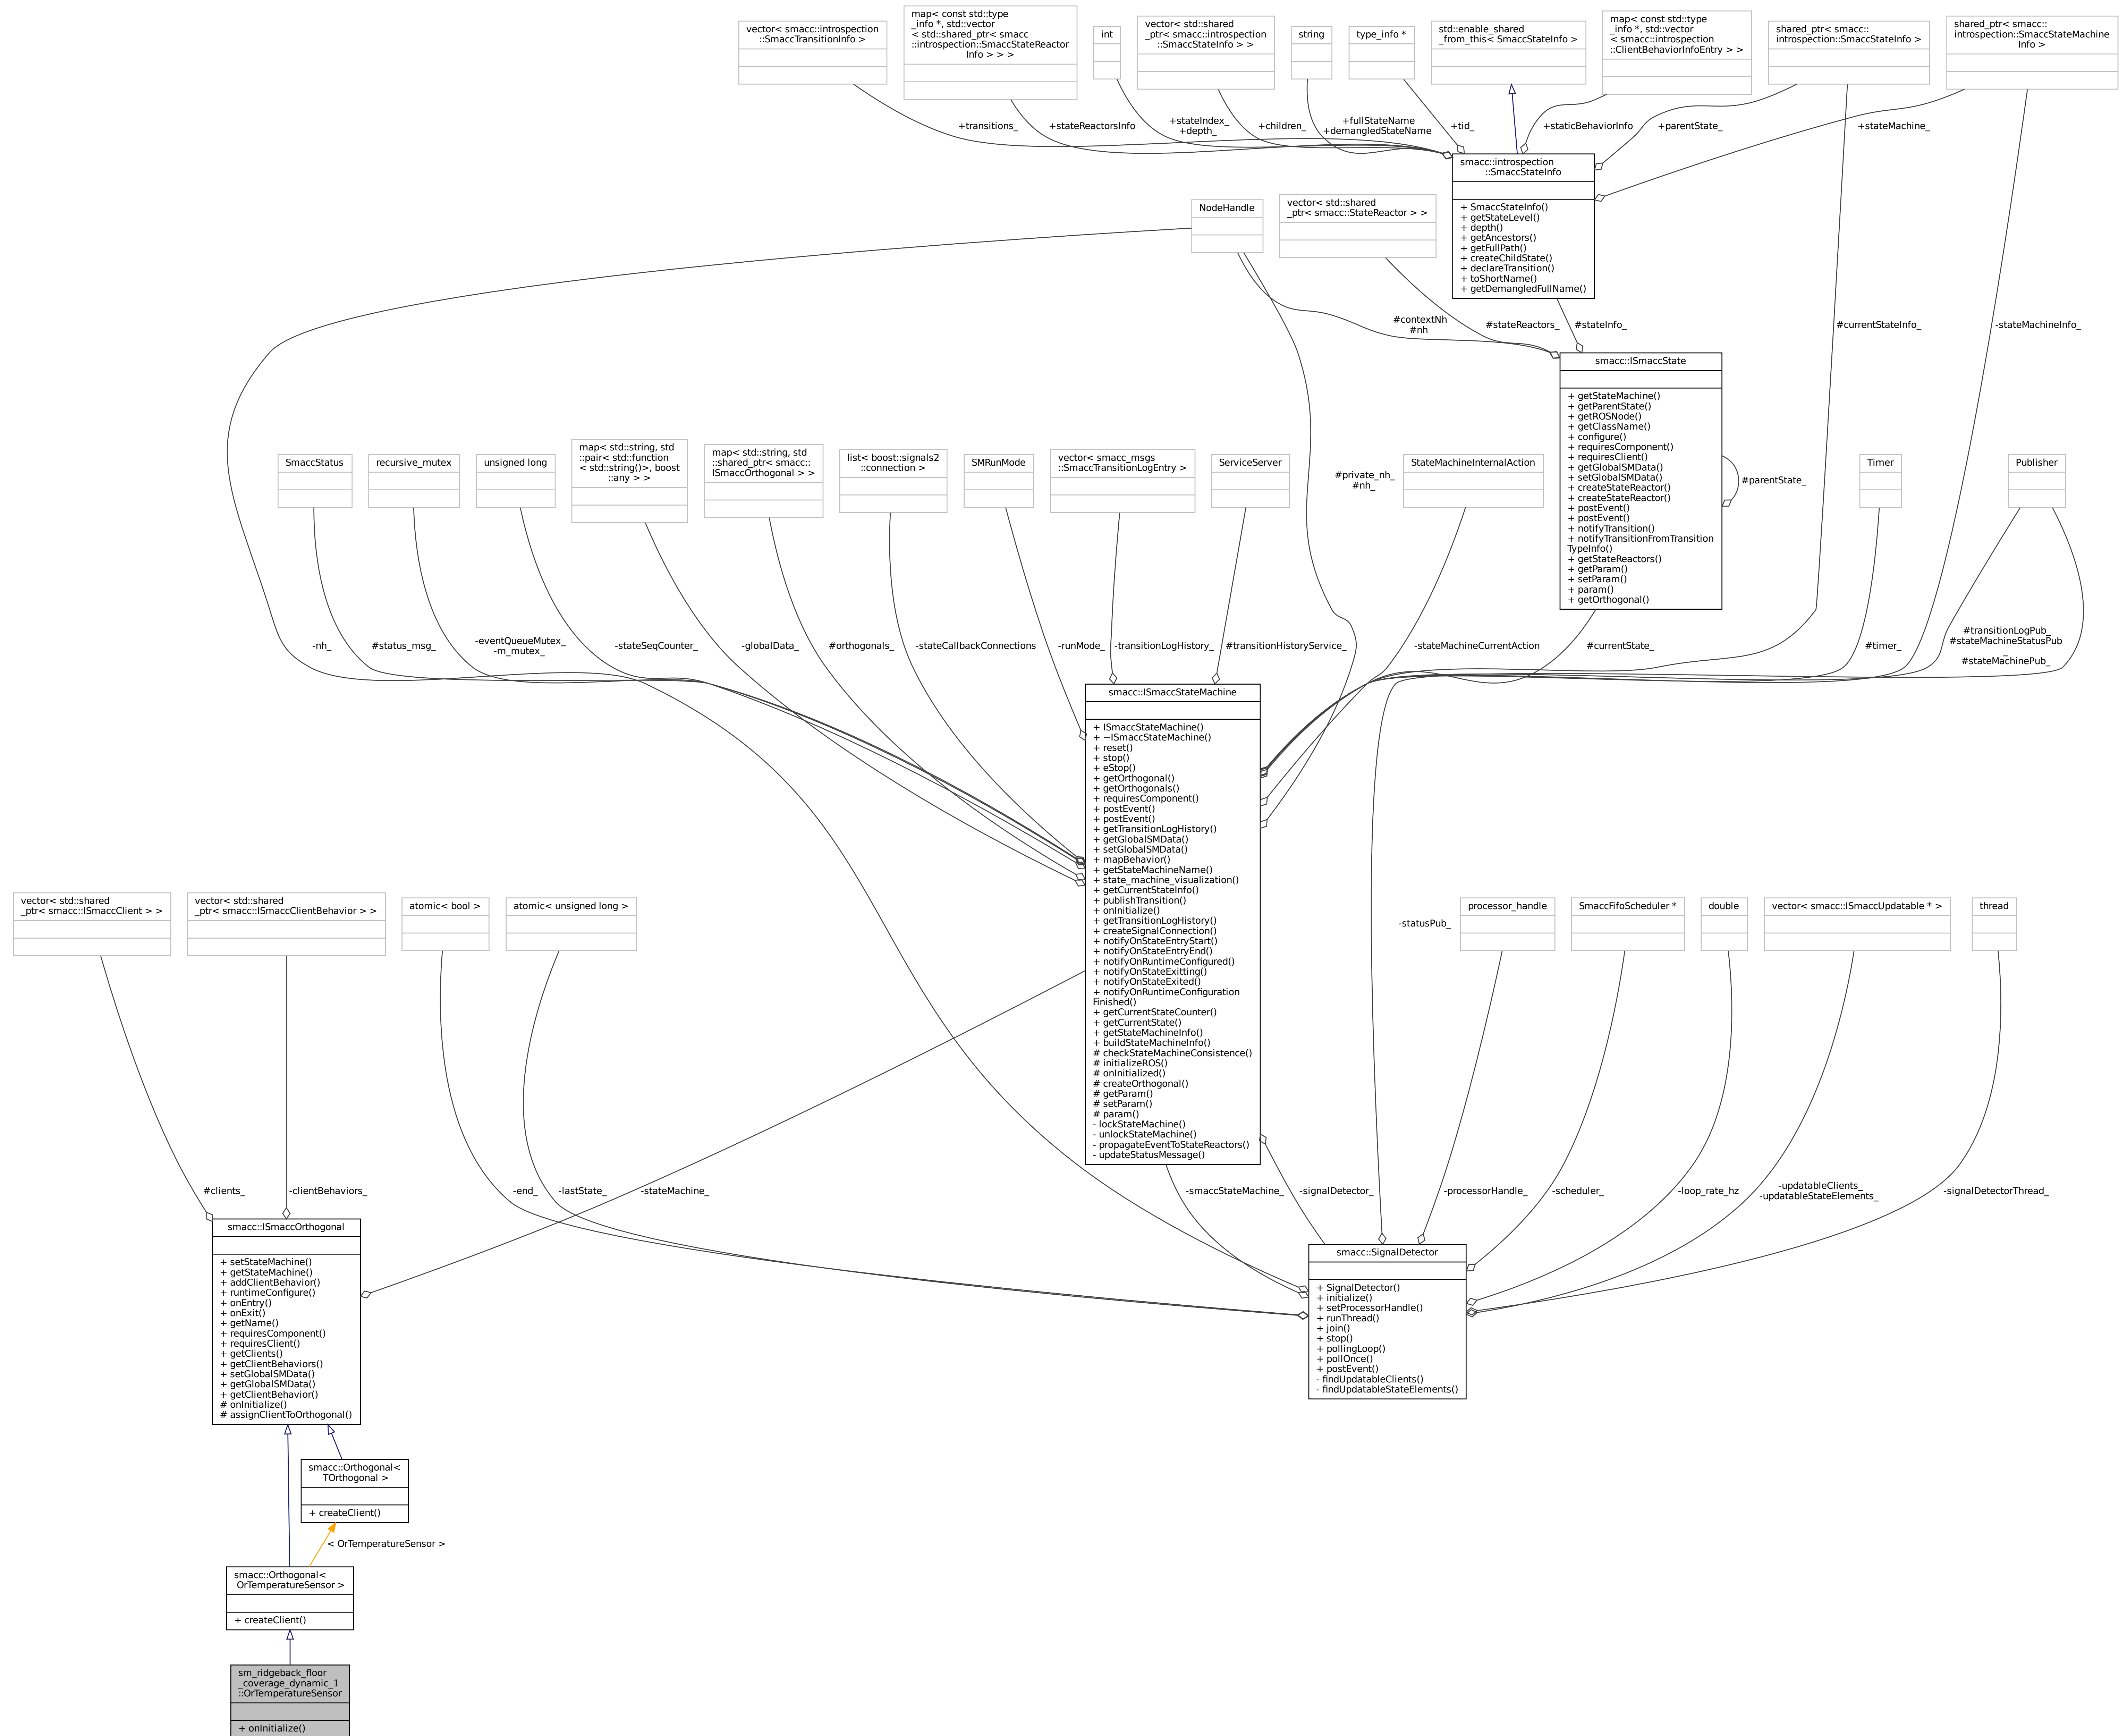 vector< smacc::introspection
::SmaccTransitionInfo >
map< const std::type
_info *, std::vector
< std::shared_ptr< smacc
::introspection::SmaccStateReactor
Info > > >
int
vector< std::shared
_ptr< smacc::introspection
::SmaccStateInfo > >
string
type_info *
std::enable_shared
_from_this< SmaccStateInfo >
map< const std::type
_info *, std::vector
< smacc::introspection
::ClientBehaviorInfoEntry > >
shared_ptr< smacc::
introspection::SmaccStateInfo >
shared_ptr< smacc::
introspection::SmaccStateMachine
Info >
+transitions_
+stateReactorsInfo
+stateIndex_
+depth_
+children_
+fullStateName
+demangledStateName
+tid_
+staticBehaviorInfo
+parentState_
+stateMachine_
smacc::introspection
::SmaccStateInfo
+ SmaccStateInfo()
+ getStateLevel()
+ depth()
+ getAncestors()
+ getFullPath()
+ createChildState()
+ declareTransition()
+ toShortName()
+ getDemangledFullName()
NodeHandle
vector< std::shared
_ptr< smacc::StateReactor > >
#contextNh
#nh
#stateReactors_
#stateInfo_
#currentStateInfo_
-stateMachineInfo_
smacc::ISmaccState
+ getStateMachine()
+ getParentState()
+ getROSNode()
+ getClassName()
+ configure()
+ requiresComponent()
+ requiresClient()
+ getGlobalSMData()
+ setGlobalSMData()
+ createStateReactor()
+ createStateReactor()
+ postEvent()
+ postEvent()
+ notifyTransition()
+ notifyTransitionFromTransition
TypeInfo()
+ getStateReactors()
+ getParam()
+ setParam()
+ param()
+ getOrthogonal()
#parentState_
SmaccStatus
recursive_mutex
unsigned long
map< std::string, std
::pair< std::function
< std::string()>, boost
::any > >
map< std::string, std
::shared_ptr< smacc::
ISmaccOrthogonal > >
list< boost::signals2
::connection >
SMRunMode
vector< smacc_msgs
::SmaccTransitionLogEntry >
ServiceServer
#private_nh_
#nh_
StateMachineInternalAction
Timer
Publisher
-nh_
#status_msg_
-eventQueueMutex_
-m_mutex_
-stateSeqCounter_
-globalData_
#orthogonals_
-stateCallbackConnections
-runMode_
-transitionLogHistory_
#transitionHistoryService_
-stateMachineCurrentAction
#currentState_
#timer_
#transitionLogPub_
#stateMachineStatusPub
_
#stateMachinePub_
smacc::ISmaccStateMachine
+ ISmaccStateMachine()
+ ~ISmaccStateMachine()
+ reset()
+ stop()
+ eStop()
+ getOrthogonal()
+ getOrthogonals()
+ requiresComponent()
+ postEvent()
+ postEvent()
+ getTransitionLogHistory()
+ getGlobalSMData()
+ setGlobalSMData()
+ mapBehavior()
+ getStateMachineName()
+ state_machine_visualization()
+ getCurrentStateInfo()
+ publishTransition()
+ onInitialize()
+ getTransitionLogHistory()
+ createSignalConnection()
+ notifyOnStateEntryStart()
+ notifyOnStateEntryEnd()
+ notifyOnRuntimeConfigured()
+ notifyOnStateExitting()
+ notifyOnStateExited()
+ notifyOnRuntimeConfiguration
Finished()
+ getCurrentStateCounter()
+ getCurrentState()
+ getStateMachineInfo()
+ buildStateMachineInfo()
# checkStateMachineConsistence()
# initializeROS()
# onInitialized()
# createOrthogonal()
# getParam()
# setParam()
# param()
- lockStateMachine()
- unlockStateMachine()
- propagateEventToStateReactors()
- updateStatusMessage()
vector< std::shared
_ptr< smacc::ISmaccClient > >
vector< std::shared
_ptr< smacc::ISmaccClientBehavior > >
atomic< bool >
atomic< unsigned long >
-statusPub_
processor_handle
SmaccFifoScheduler *
double
vector< smacc::ISmaccUpdatable * >
thread
#clients_
-clientBehaviors_
-end_
-lastState_
-stateMachine_
-smaccStateMachine_
-signalDetector_
-processorHandle_
-scheduler_
-loop_rate_hz
-updatableClients_
-updatableStateElements_
-signalDetectorThread_
smacc::ISmaccOrthogonal
+ setStateMachine()
+ getStateMachine()
+ addClientBehavior()
+ runtimeConfigure()
+ onEntry()
+ onExit()
+ getName()
+ requiresComponent()
+ requiresClient()
+ getClients()
+ getClientBehaviors()
+ setGlobalSMData()
+ getGlobalSMData()
+ getClientBehavior()
# onInitialize()
# assignClientToOrthogonal()
smacc::SignalDetector
+ SignalDetector()
+ initialize()
+ setProcessorHandle()
+ runThread()
+ join()
+ stop()
+ pollingLoop()
+ pollOnce()
+ postEvent()
- findUpdatableClients()
- findUpdatableStateElements()
smacc::Orthogonal<
TOrthogonal >
+ createClient()
< OrTemperatureSensor >
smacc::Orthogonal<
OrTemperatureSensor >
+ createClient()
sm_ridgeback_floor
_coverage_dynamic_1
::OrTemperatureSensor
+ onInitialize()